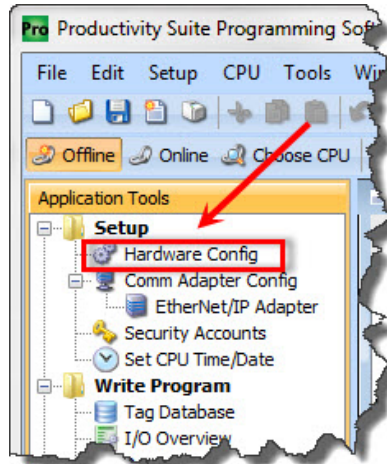 Pro Productivity Suite Programming
File Edit Setup CPU Tools
Offline Online Choose CPU
Application Tools
Setup
Hardware Config
Comm Adapter Config
EtherNet/IP Adapter
Security Accounts
Set CPU Time/Date
Write Program
Tag Database
I/O Overview